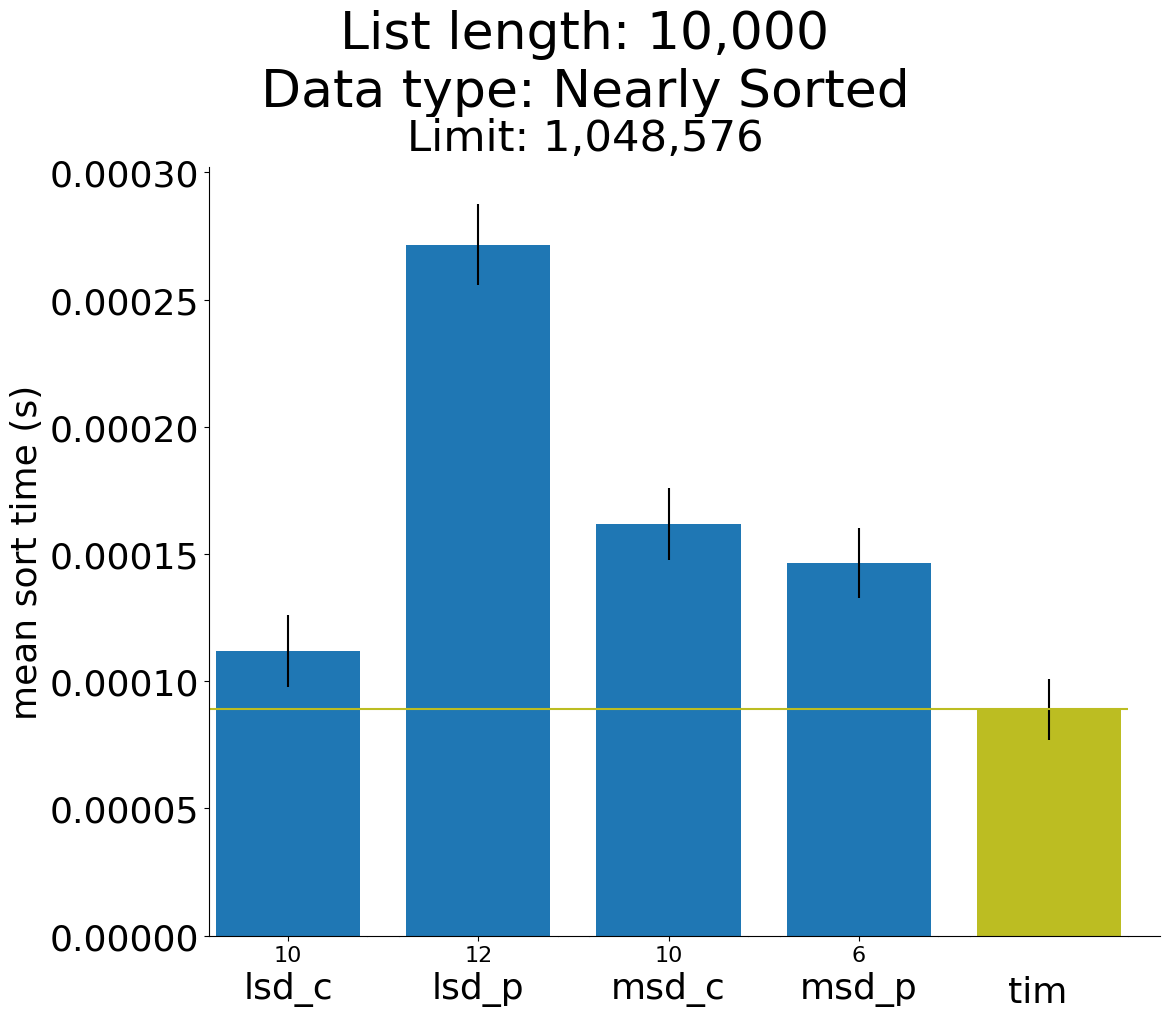 List length: 10,000
Data type: Nearly Sorted
Limit: 1,048,576
0.00030
0.00025
0.00020
0.00015
0.00010
0.00005
0.00000
mean sort time (s)
10 12 10 6
lsd_c lsd_p msd_c msd_p tim